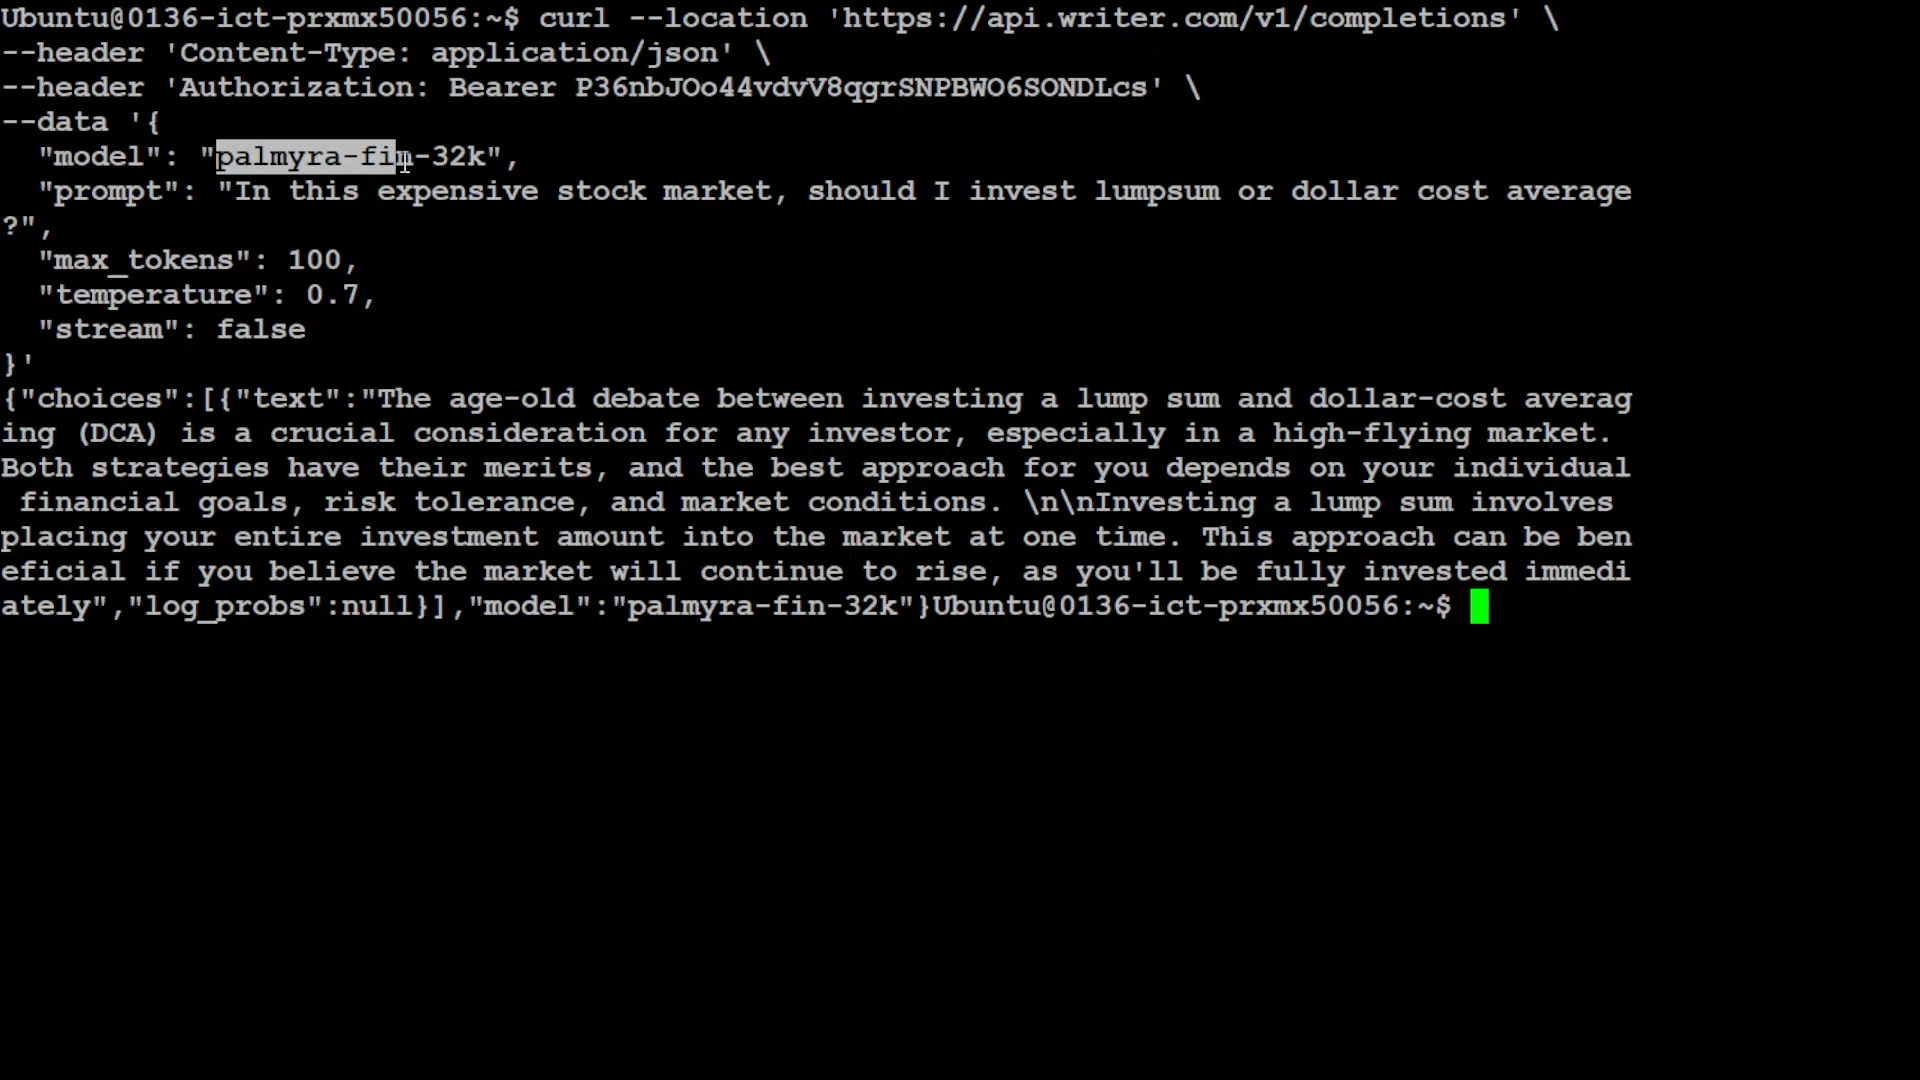 Ubuntu@0136-ict-prxmx50056:~$ curl --location 'https://api.writer.com/v1/completions' \
--header 'Content-Type: application/json' \
--header 'Authorization: Bearer P36nbJOo44vdvV8qgrSNPBWO6SONDLcs' \
--data '{
  "model": "palmyra-fin-32k",
  "prompt": "In this expensive stock market, should I invest lumpsum or dollar cost average
?",
  "max_tokens": 100,
  "temperature": 0.7,
  "stream": false
}'
{"choices":[{"text":"The age-old debate between investing a lump sum and dollar-cost averag
ing (DCA) is a crucial consideration for any investor, especially in a high-flying market.
Both strategies have their merits, and the best approach for you depends on your individual
 financial goals, risk tolerance, and market conditions. \n\nInvesting a lump sum involves
placing your entire investment amount into the market at one time. This approach can be ben
eficial if you believe the market will continue to rise, as you'll be fully invested immedi
ately","log_probs":null}],"model":"palmyra-fin-32k"}Ubuntu@0136-ict-prxmx50056:~$